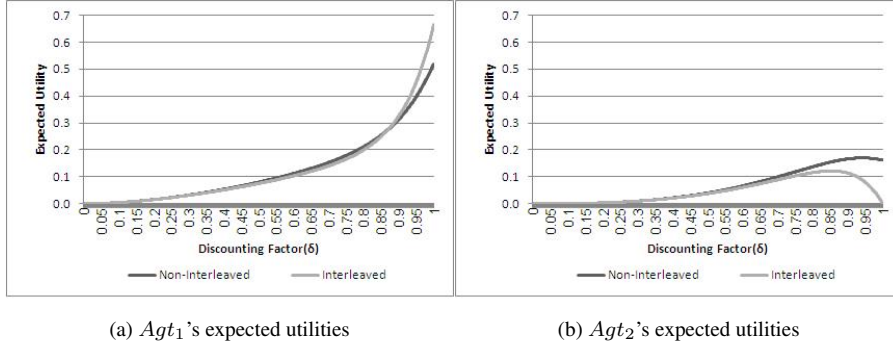 0.7
0.6
0.5
0.4
0.3
0.2
0.1
0.0
Expected Utility
0 0.05 0.1 0.15 0.2 0.25 0.3 0.35 0.4 0.45 0.5 0.55 0.6 0.65 0.7 0.75 0.8 0.85 0.9 0.95 1
Discounting Factor(δ)
Non-Interleaved Interleaved
0.7
0.6
0.5
0.4
0.3
0.2
0.1
0.0
Expected Utility
0 0.05 0.1 0.15 0.2 0.25 0.3 0.35 0.4 0.45 0.5 0.55 0.6 0.65 0.7 0.75 0.8 0.85 0.9 0.95 1
Discounting Factor(δ)
Non-Interleaved Interleaved
(a) Agt₁'s expected utilities
(b) Agt₂'s expected utilities